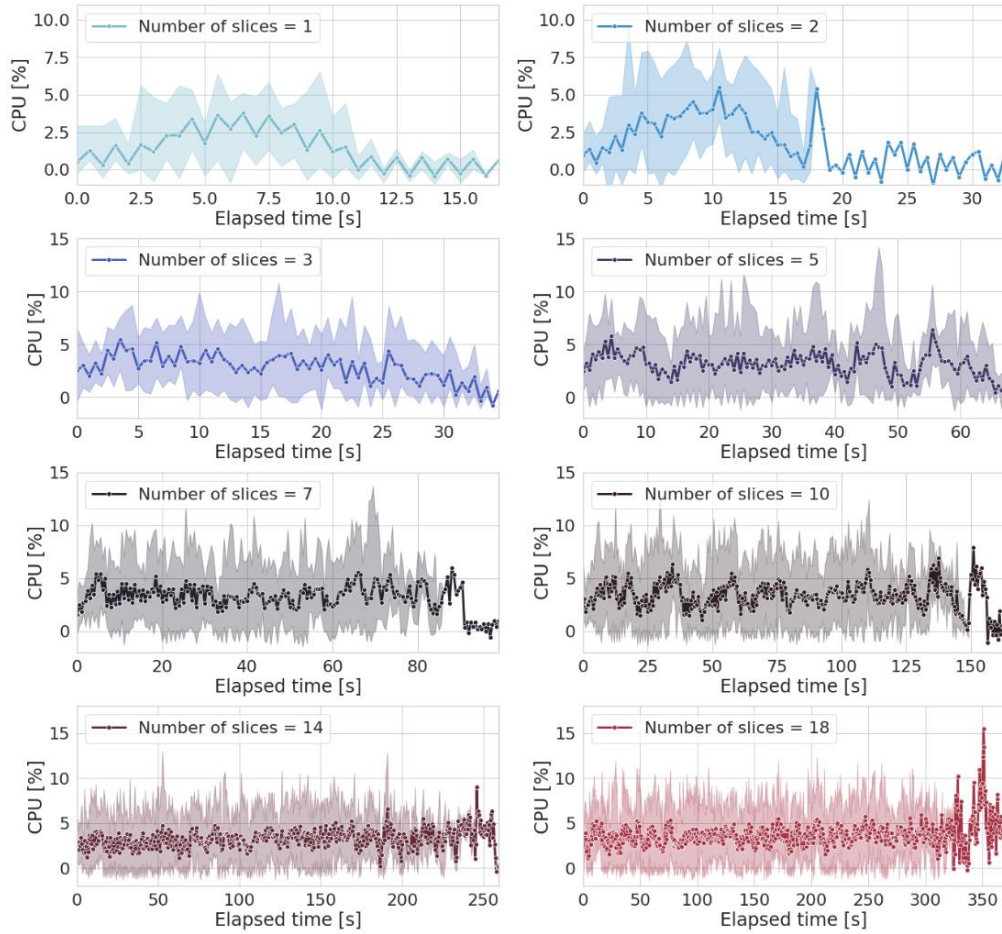 CPU [%]
10.0
7.5
5.0
2.5
0.0
Number of slices = 1
0.0 2.5 5.0 7.5 10.0 12.5 15.0
Elapsed time [s]
CPU [%]
10.0
7.5
5.0
2.5
0.0
Number of slices = 2
0 5 10 15 20 25 30
Elapsed time [s]
CPU [%]
15
10
5
0
Number of slices = 3
0 5 10 15 20 25 30
Elapsed time [s]
CPU [%]
15
10
5
0
Number of slices = 5
0 10 20 30 40 50 60
Elapsed time [s]
CPU [%]
15
10
5
0
Number of slices = 7
0 20 40 60 80
Elapsed time [s]
CPU [%]
15
10
5
0
Number of slices = 10
0 25 50 75 100 125 150
Elapsed time [s]
CPU [%]
15
10
5
0
Number of slices = 14
0 50 100 150 200 250
Elapsed time [s]
CPU [%]
15
10
5
0
Number of slices = 18
0 50 100 150 200 250 300 350
Elapsed time [s]